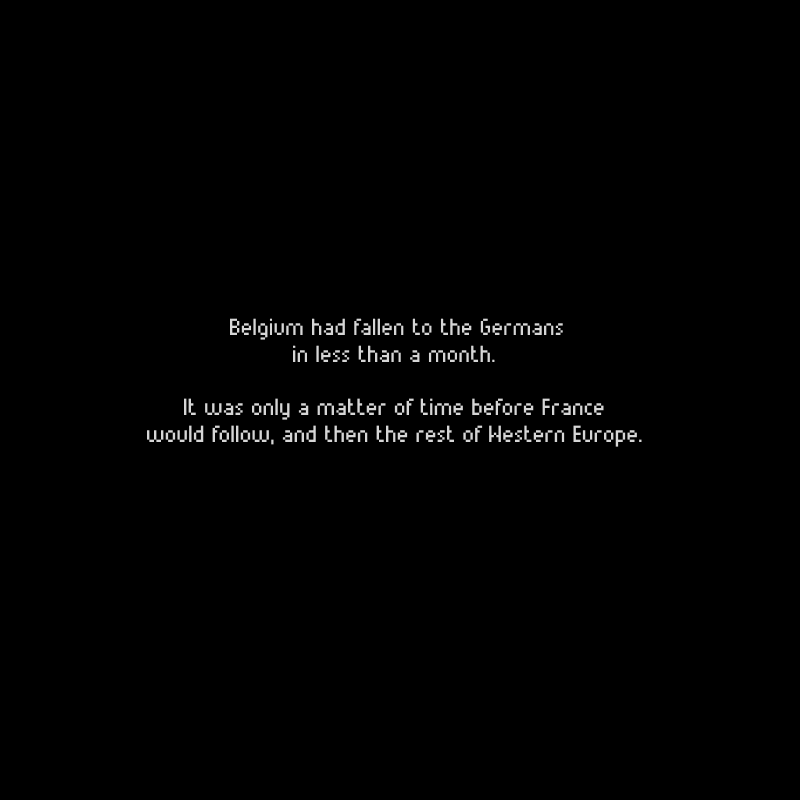 Belgium had fallen to the Germans
in less than a month.
It was only a matter of time before France
would follow, and then the rest of Western Europe.